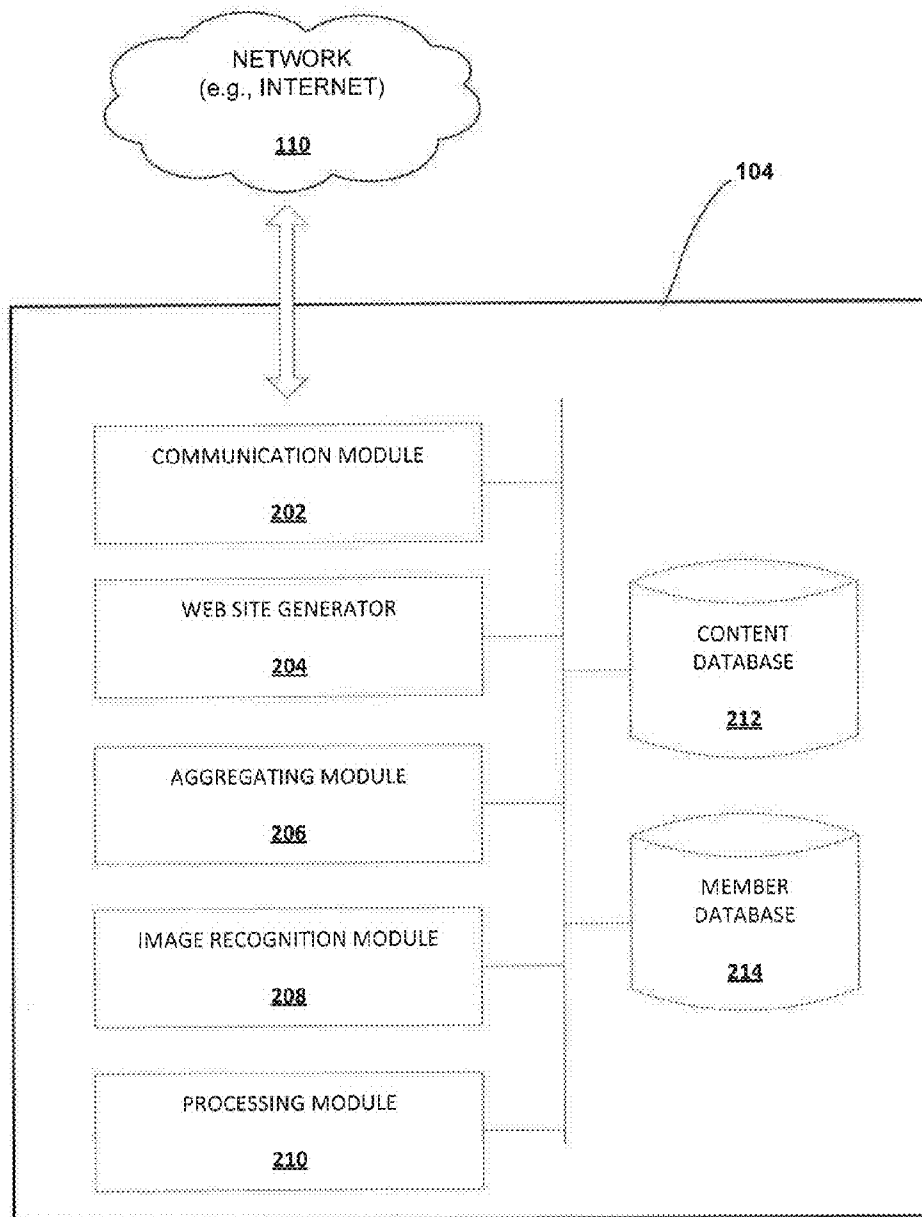 NETWORK
(e.g., INTERNET)
110
104
COMMUNICATION MODULE
202
WEB SITE GENERATOR
204
AGGREGATING MODULE
206
IMAGE RECOGNITION MODULE
208
PROCESSING MODULE
210
CONTENT
DATABASE
212
MEMBER
DATABASE
214